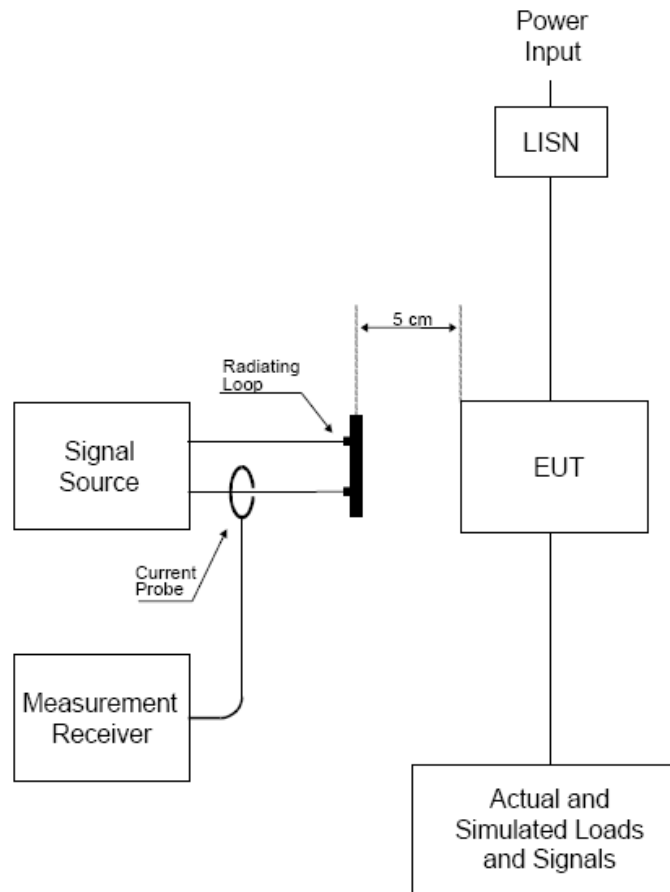 Power
Input
LISN
5 cm
Radiating
Loop
Signal
Source
EUT
Current
Probe
Measurement
Receiver
Actual and
Simulated Loads
and Signals